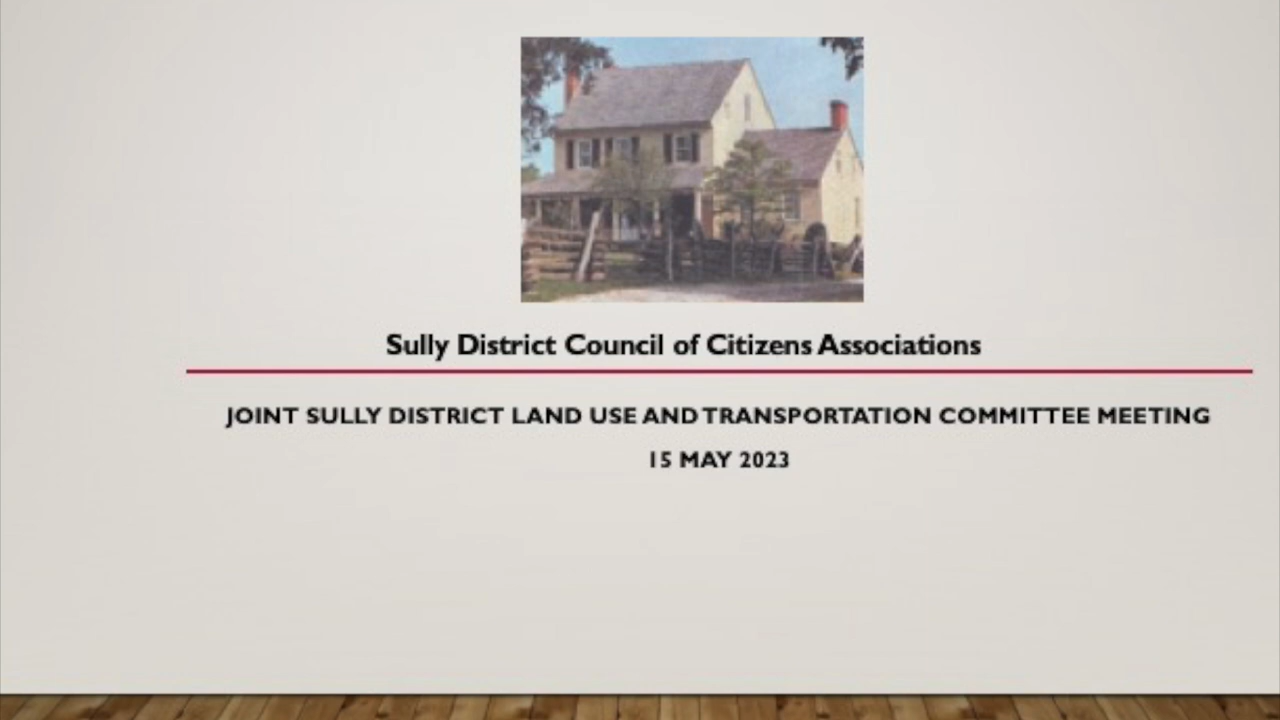 Sully District Council of Citizens Associations
JOINT SULLY DISTRICT LAND USE AND TRANSPORTATION COMMITTEE MEETING
15 MAY 2023